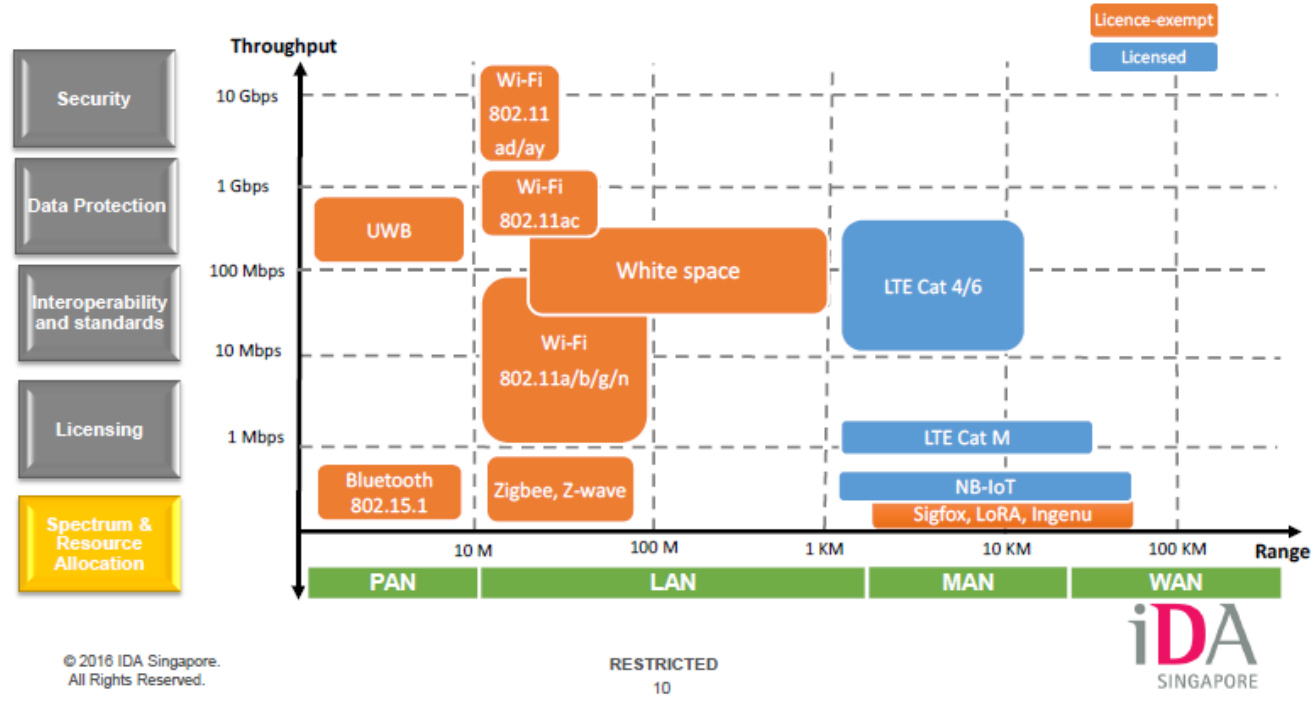 Licence-exempt
Licensed
Throughput
Security
Data Protection
Interoperability
and standards
Licensing
Spectrum &
Resource
Allocation
10 Gbps
1 Gbps
100 Mbps
10 Mbps
1 Mbps
Wi-Fi
802.11
ad/ay
Wi-Fi
802.11ac
UWB
White space
LTE Cat 4/6
Wi-Fi
802.11a/b/g/n
LTE Cat M
Bluetooth
802.15.1
Zigbee, Z-wave
NB-IoT
Sigfox, LoRA, Ingenu
10 M
100 M
1 KM
10 KM
100 KM
Range
PAN
LAN
MAN
WAN
© 2016 IDA Singapore.
All Rights Reserved.
RESTRICTED
10
iDA
SINGAPORE